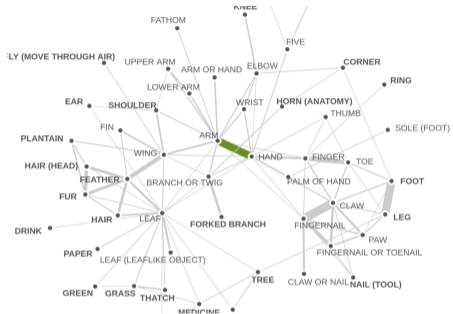 KNEE
FATHOM
FIVE
FLY (MOVE THROUGH AIR)
UPPER ARM
ARM OR HAND
ELBOW
CORNER
RING
LOWER ARM
EAR
SHOULDER
WRIST
HORN (ANATOMY)
THUMB
FIN
ARM
SOLE (FOOT)
PLANTAIN
WING
HAND
FINGER
TOE
HAIR (HEAD)
FEATHER
BRANCH OR TWIG
PALM OF HAND
FOOT
FUR
CLAW
HAIR
LEAF
FORKED BRANCH
FINGERNAIL
LEG
DRINK
PAW
PAPER
LEAF (LEAFLIKE OBJECT)
FINGERNAIL OR TOENAIL
TREE
CLAW OR NAIL
NAIL (TOOL)
GREEN
GRASS
THATCH
MEDICINE